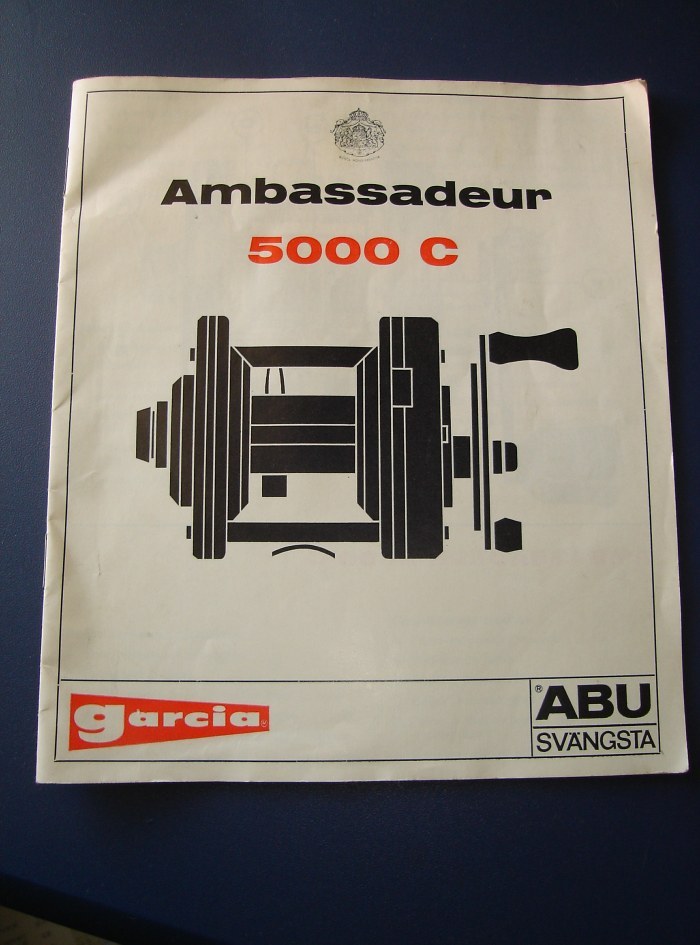 Ambassadeur
5000 C
garcia®
®ABU
SVÄNGSTA